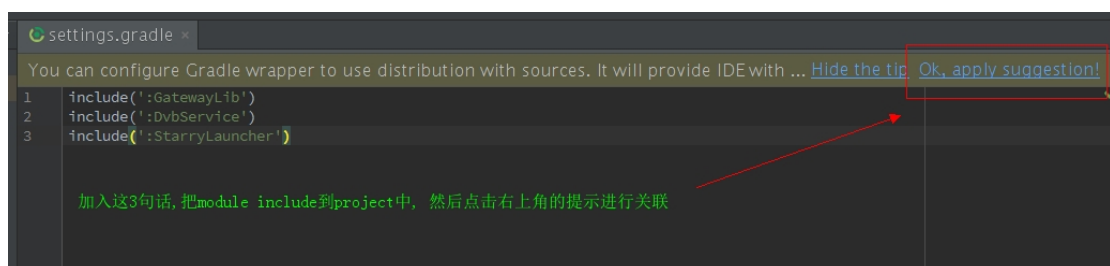 settings.gradle ×
You can configure Gradle wrapper to use distribution with sources. It will provide IDE with ... Hide the tip Ok, apply suggestion!
1 include(':GatewayLib')
2 include(':DvbService')
3 include(':StarryLauncher')
加入这3句话,把module include到project中, 然后点击右上角的提示进行关联